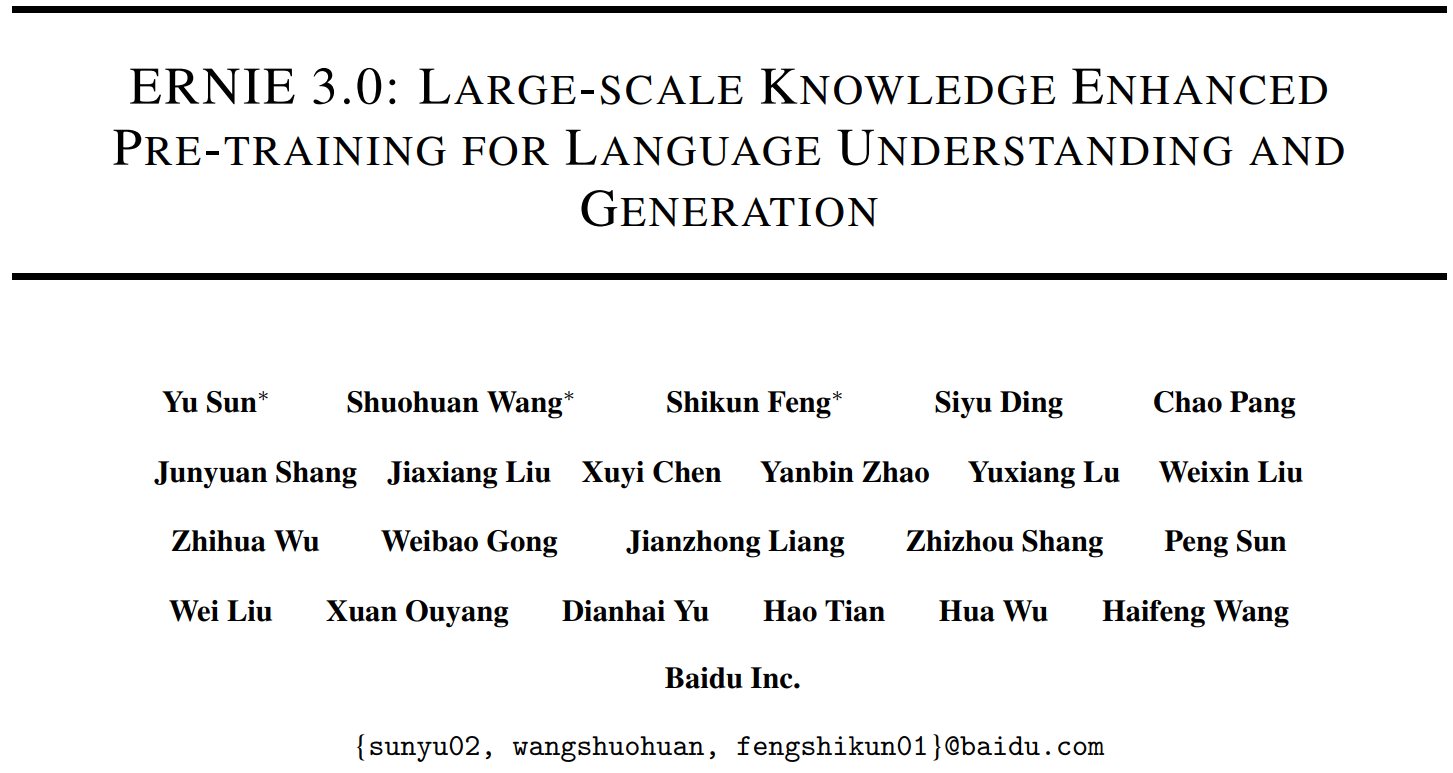 ERNIE 3.0: LARGE-SCALE KNOWLEDGE ENHANCED
PRE-TRAINING FOR LANGUAGE UNDERSTANDING AND
GENERATION
Yu Sun* Shuohuan Wang* Shikun Feng* Siyu Ding Chao Pang
Junyuan Shang Jiaxiang Liu Xuyi Chen Yanbin Zhao Yuxiang Lu Weixin Liu
Zhihua Wu Weibao Gong Jianzhong Liang Zhizhou Shang Peng Sun
Wei Liu Xuan Ouyang Dianhai Yu Hao Tian Hua Wu Haifeng Wang
Baidu Inc.
{sunyu02, wangshuohuan, fengshikun01}@baidu.com